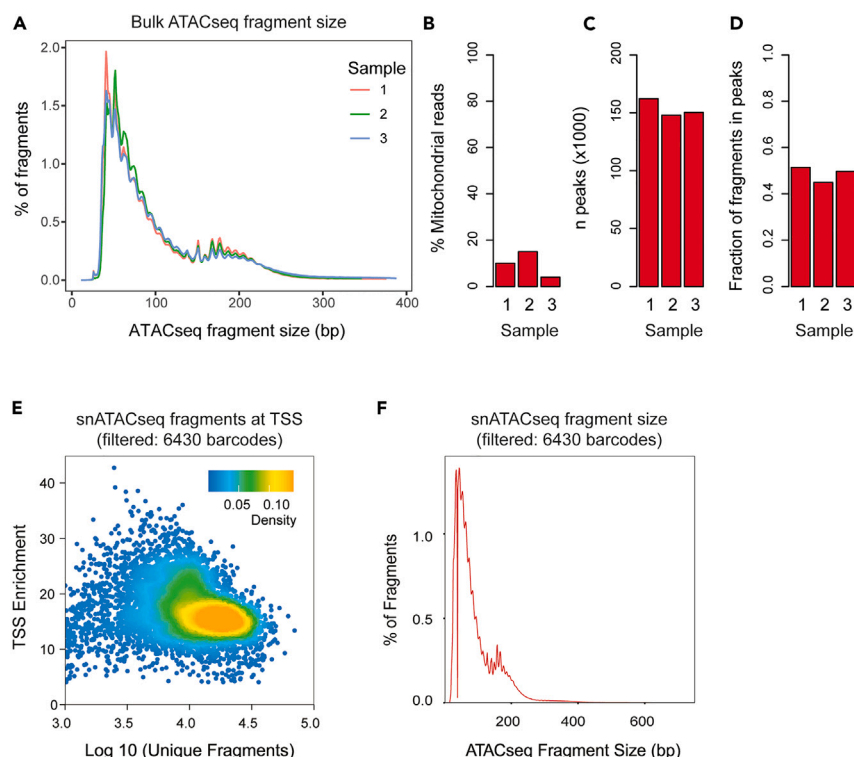 A
Bulk ATACseq fragment size
2.0
1.5
1.0
0.5
0.0
% of fragments
Sample
1
2
3
0 100 200 300 400
ATACseq fragment size (bp)
B
100
80
60
40
20
0
% Mitochondrial reads
1 2 3
Sample
C
200
150
100
50
0
n peaks (x1000)
1 2 3
Sample
D
1.0
0.8
0.6
0.4
0.2
0.0
Fraction of fragments in peaks
1 2 3
Sample
E
snATACseq fragments at TSS
(filtered: 6430 barcodes)
40
30
20
10
0
TSS Enrichment
0.05 0.10
Density
3.0 3.5 4.0 4.5 5.0
Log 10 (Unique Fragments)
F
snATACseq fragment size
(filtered: 6430 barcodes)
1.0
0.5
0.0
% of Fragments
200 400 600
ATACseq Fragment Size (bp)